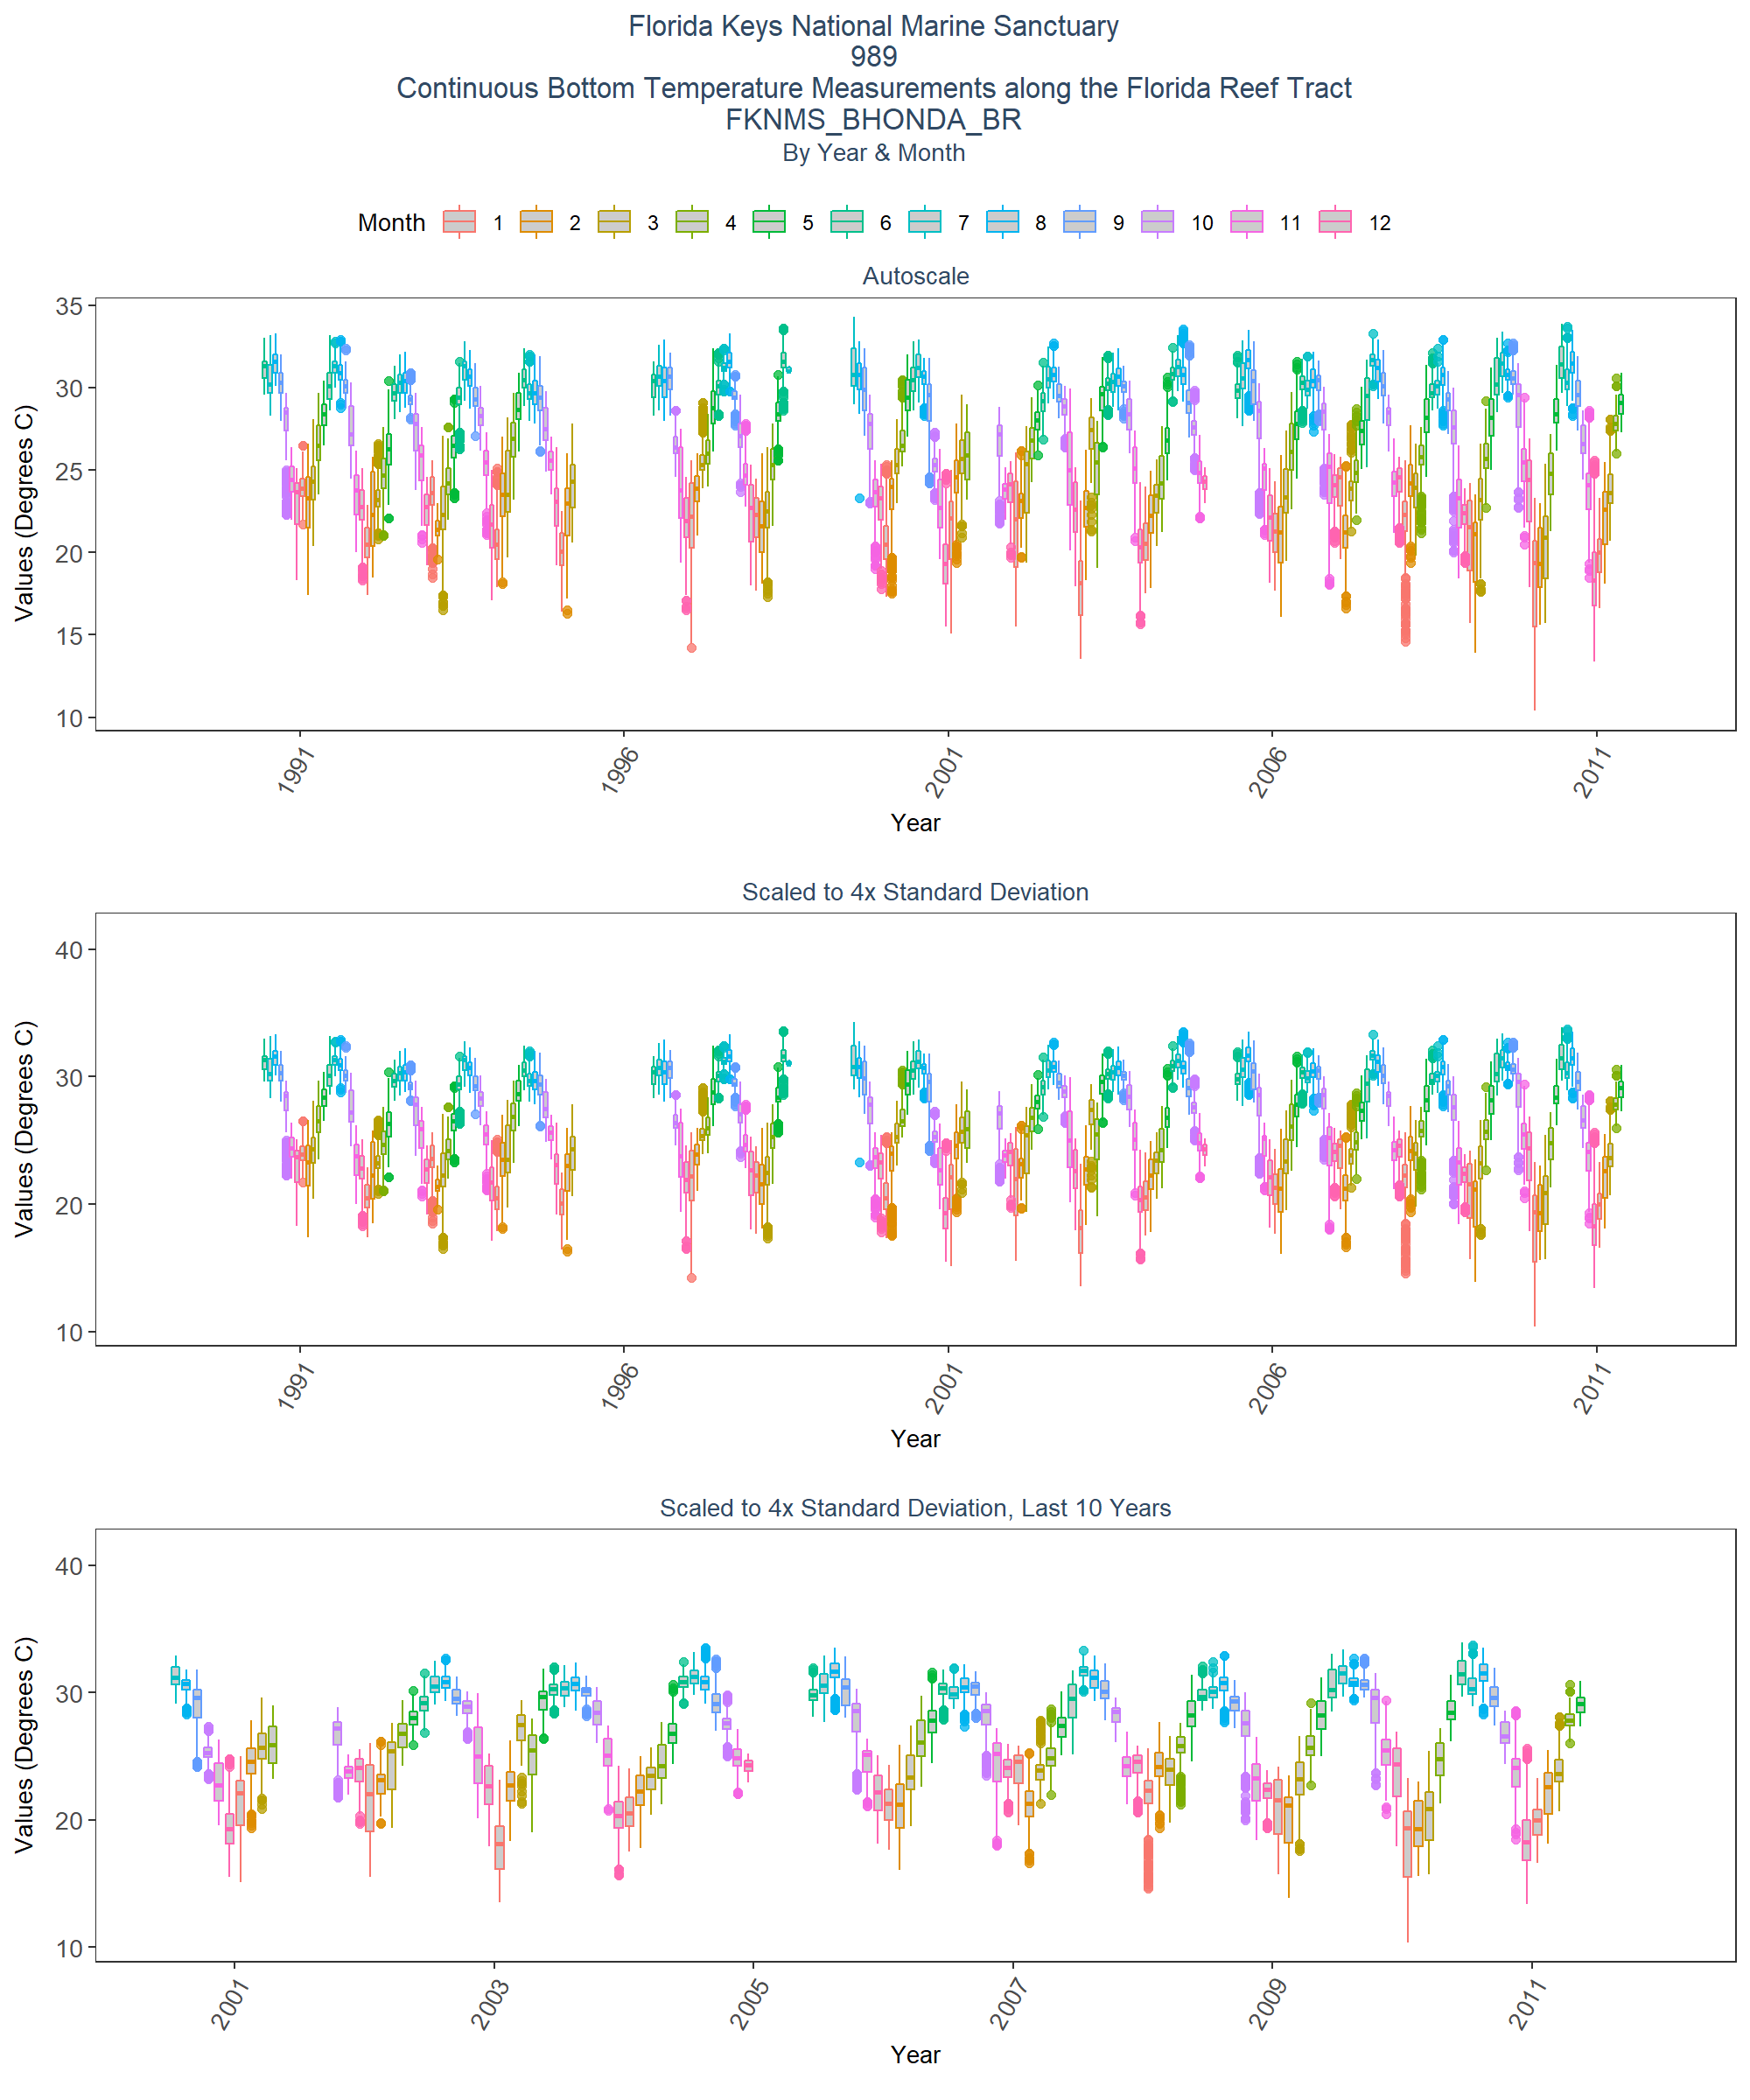 Florida Keys National Marine Sanctuary
989
Continuous Bottom Temperature Measurements along the Florida Reef Tract
FKNMS_BHONDA_BR
By Year & Month
Month 1 2 3 4 5 6 7 8 9 10 11 12
Autoscale
35
30
25
20
15
10
Values (Degrees C)
1991 1996 2001 2006 2011
Year
Scaled to 4x Standard Deviation
40
30
20
10
Values (Degrees C)
1991 1996 2001 2006 2011
Year
Scaled to 4x Standard Deviation, Last 10 Years
40
30
20
10
Values (Degrees C)
2001 2003 2005 2007 2009 2011
Year